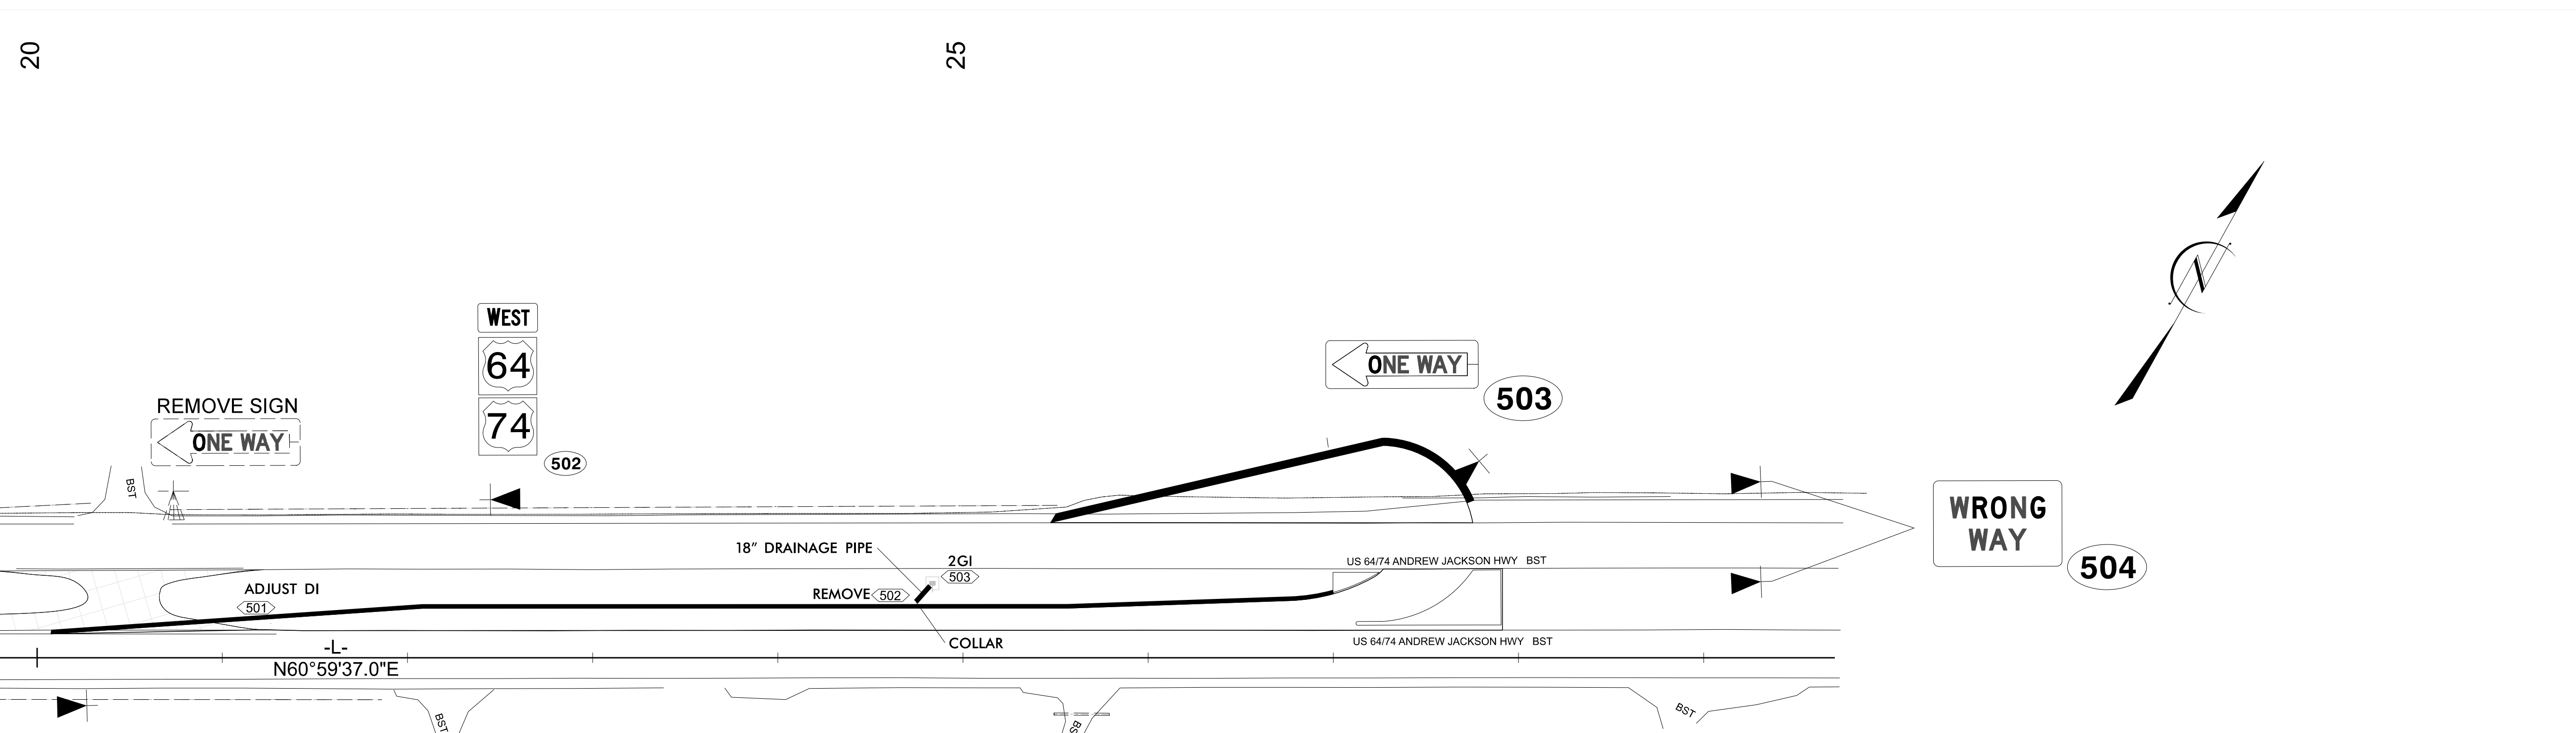 20
25
WEST
64
74
502
REMOVE SIGN
ONE WAY
ONE WAY
503
N
BST
WRONG
WAY
504
18" DRAINAGE PIPE
2GI
503
REMOVE
502
US 64/74 ANDREW JACKSON HWY BST
ADJUST DI
501
COLLAR
US 64/74 ANDREW JACKSON HWY BST
-L-
N60°59'37.0"E
BST
BST